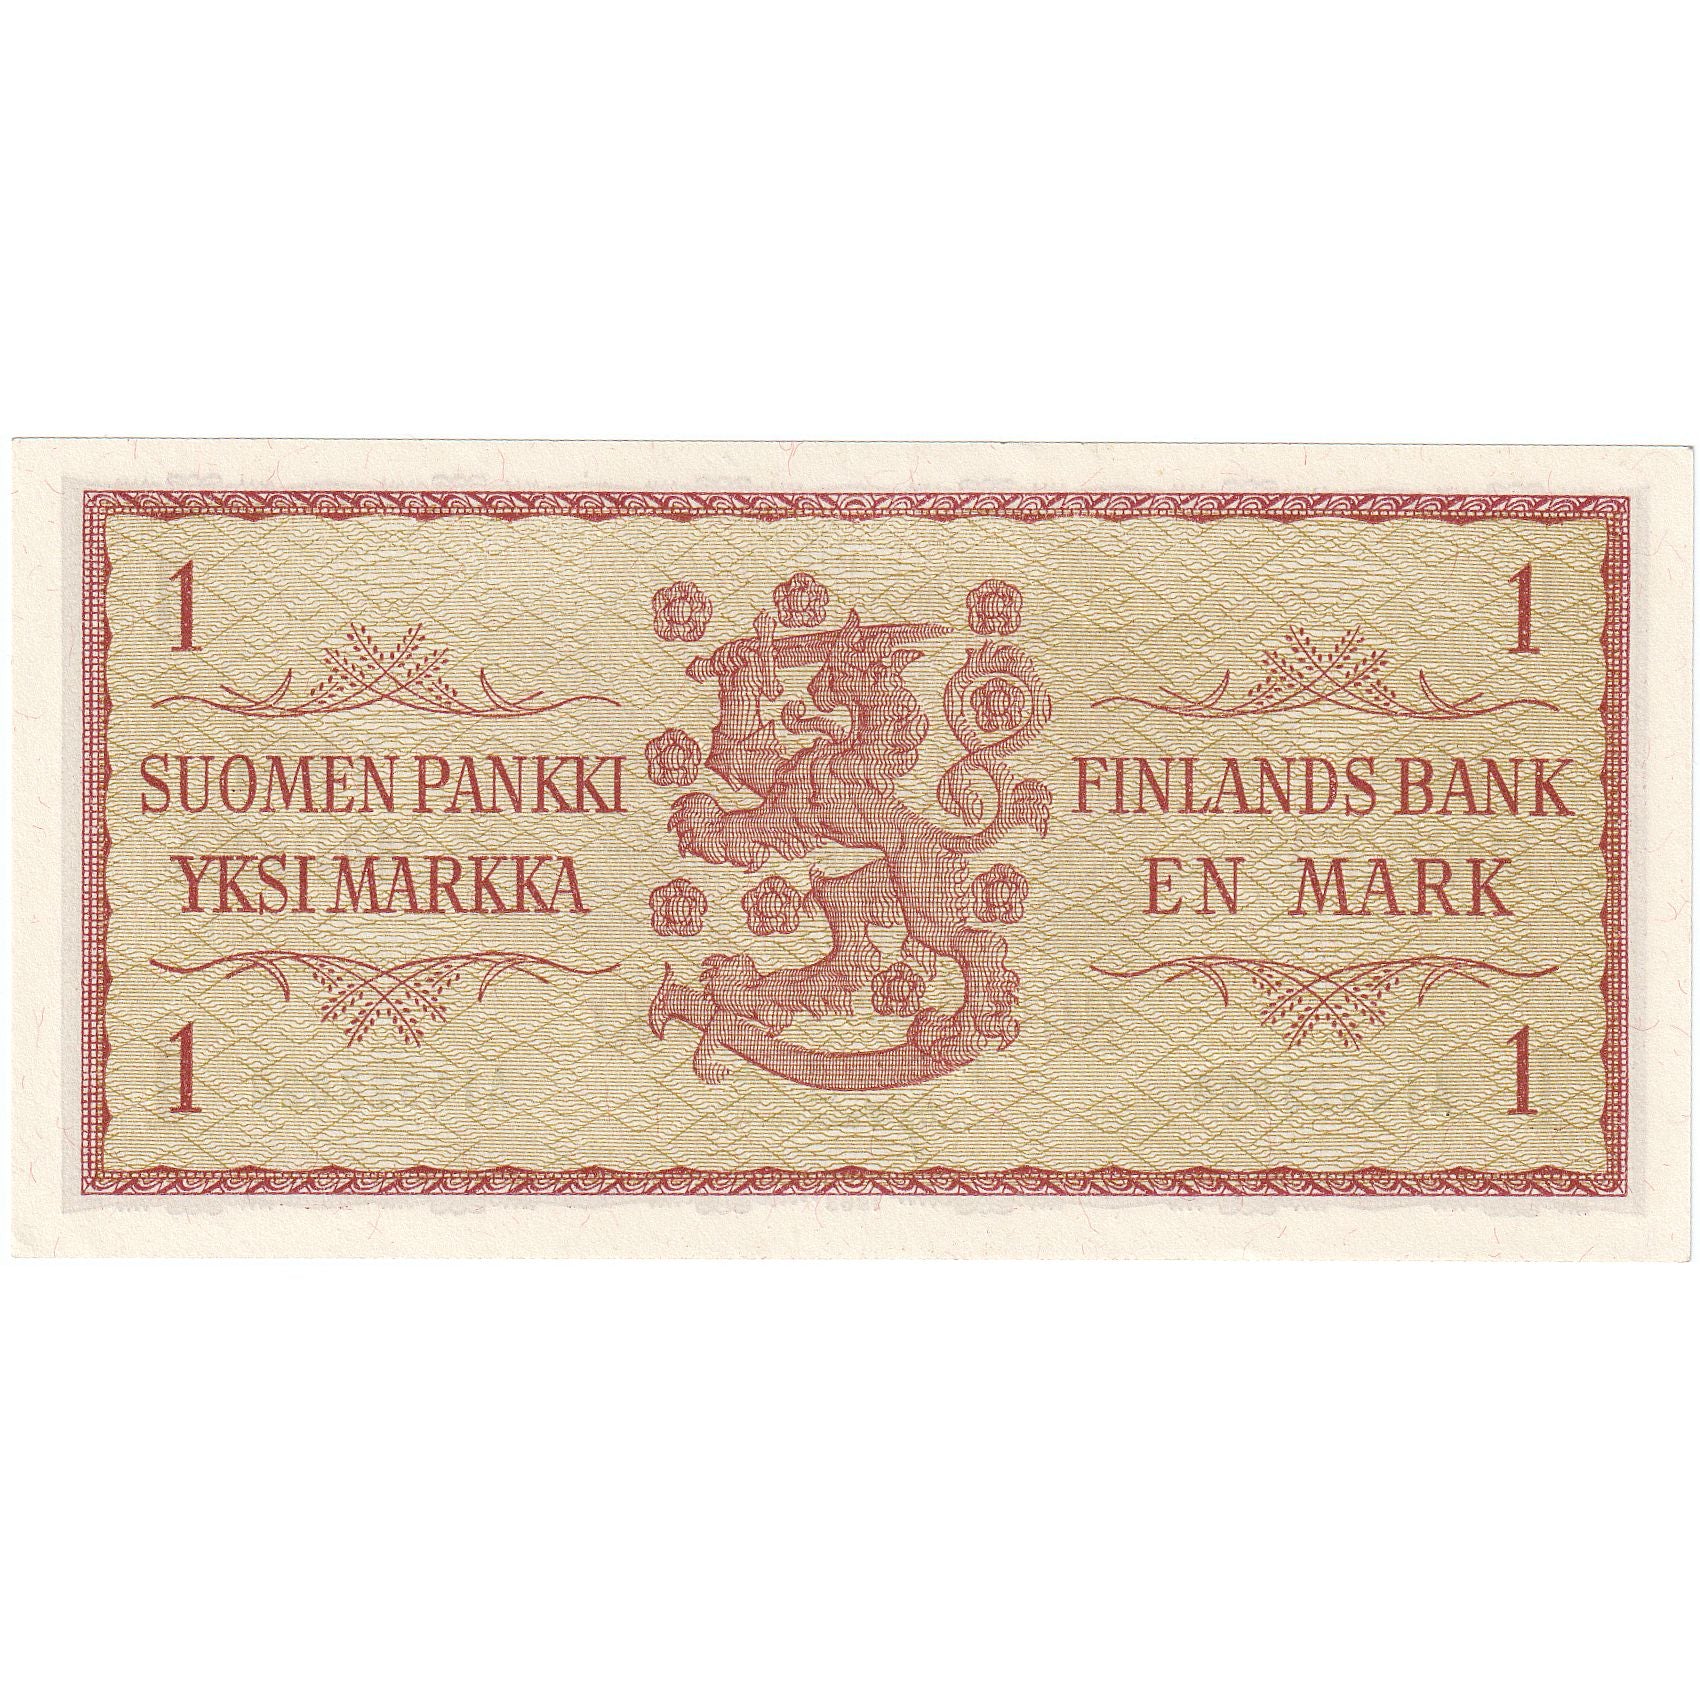 1
1
SUOMEN PANKKI
YKSI MARKKA
FINLANDS BANK
EN MARK
1
1